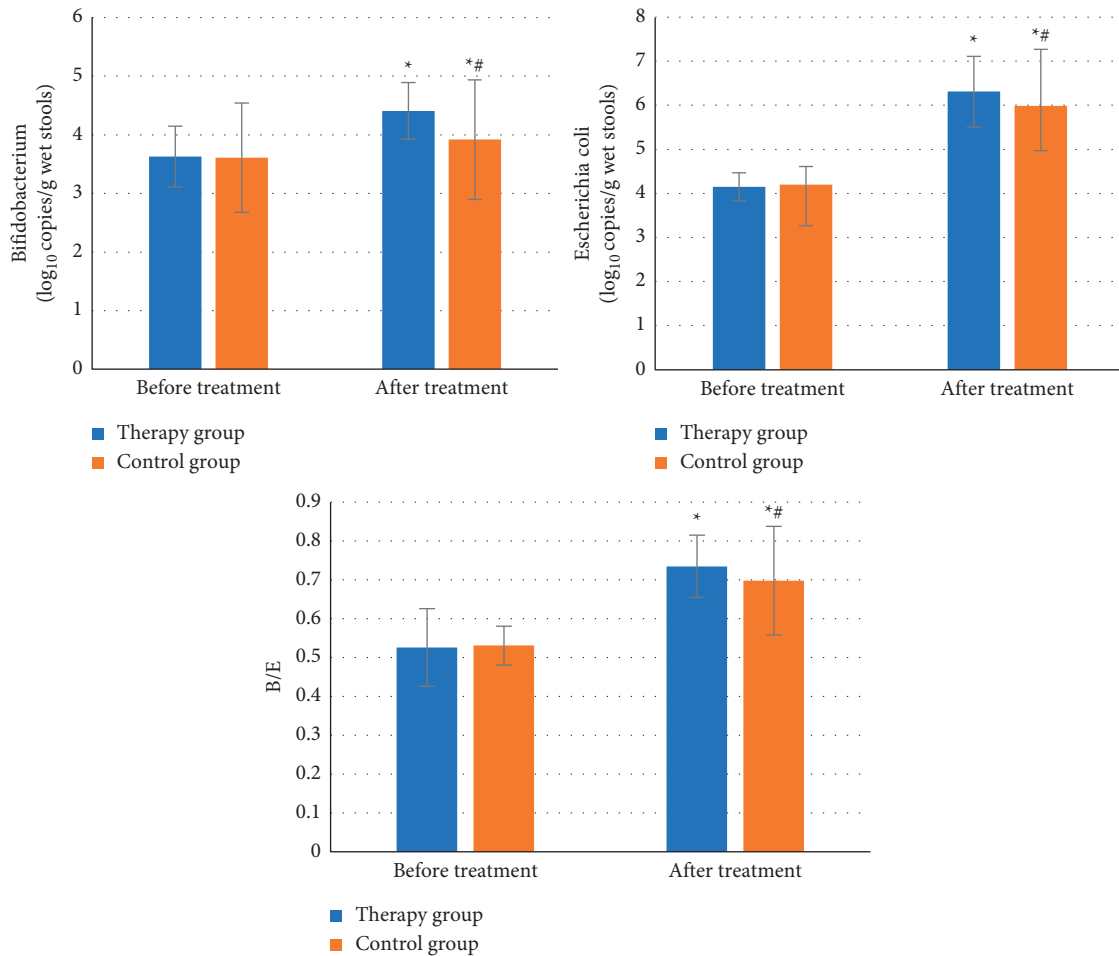 Bifidobacterium
(log10 copies/g wet stools)
6
5
4
3
2
1
0
*
*#
Before treatment
After treatment
Therapy group
Control group
Escherichia coli
(log10 copies/g wet stools)
8
7
6
5
4
3
2
1
0
*
*#
Before treatment
After treatment
Therapy group
Control group
B/E
0.9
0.8
0.7
0.6
0.5
0.4
0.3
0.2
0.1
0
*
*#
Before treatment
After treatment
Therapy group
Control group